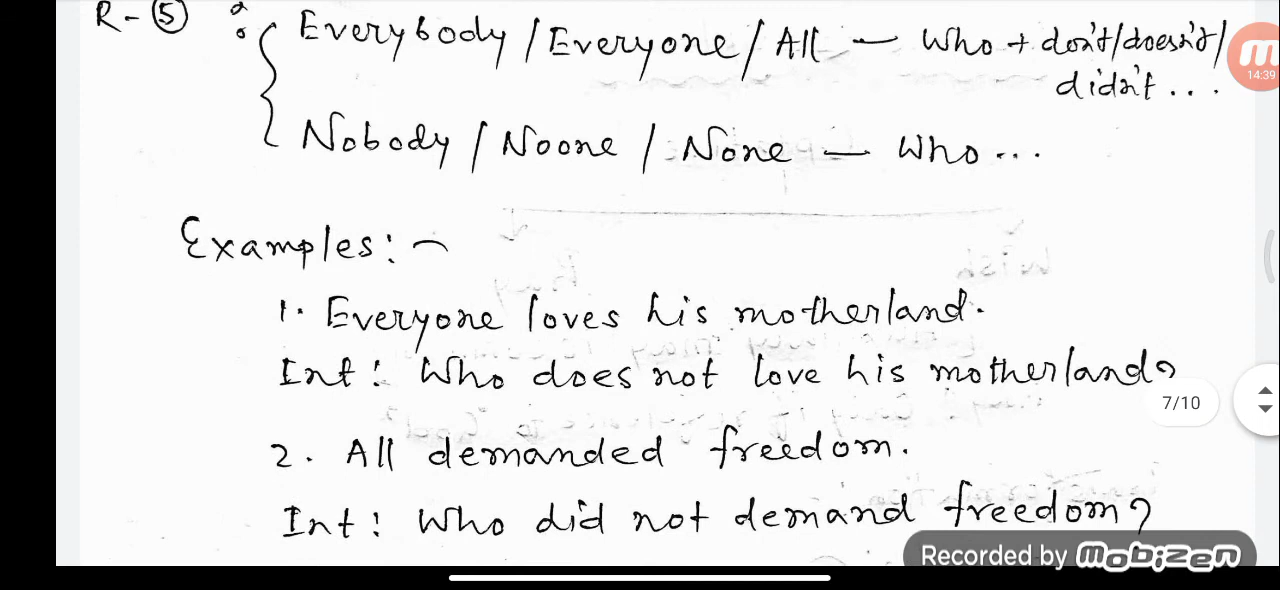 R-⑤ : Everybody / Everyone / All — Who + don't/doesn't/
didn't ...
Nobody / Noone / None — Who ...
14:39
Examples:-
1. Everyone loves his motherland.
Int: Who does not love his motherland?
7/10
2. All demanded freedom.
Int: Who did not demand freedom?
Recorded by mobizen